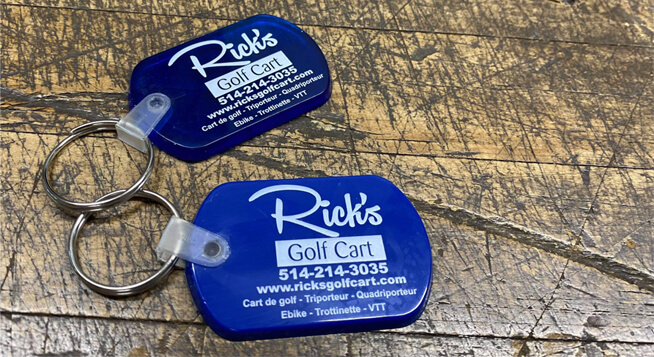 Rick's
Golf Cart
514-214-3035
www.ricksgolfcart.com
Cart de golf - Triporteur - Quadriporteur
Ebike - Trottinette - VTT
Rick's
Golf Cart
514-214-3035
www.ricksgolfcart.com
Cart de golf - Triporteur - Quadriporteur
Ebike - Trottinette - VTT